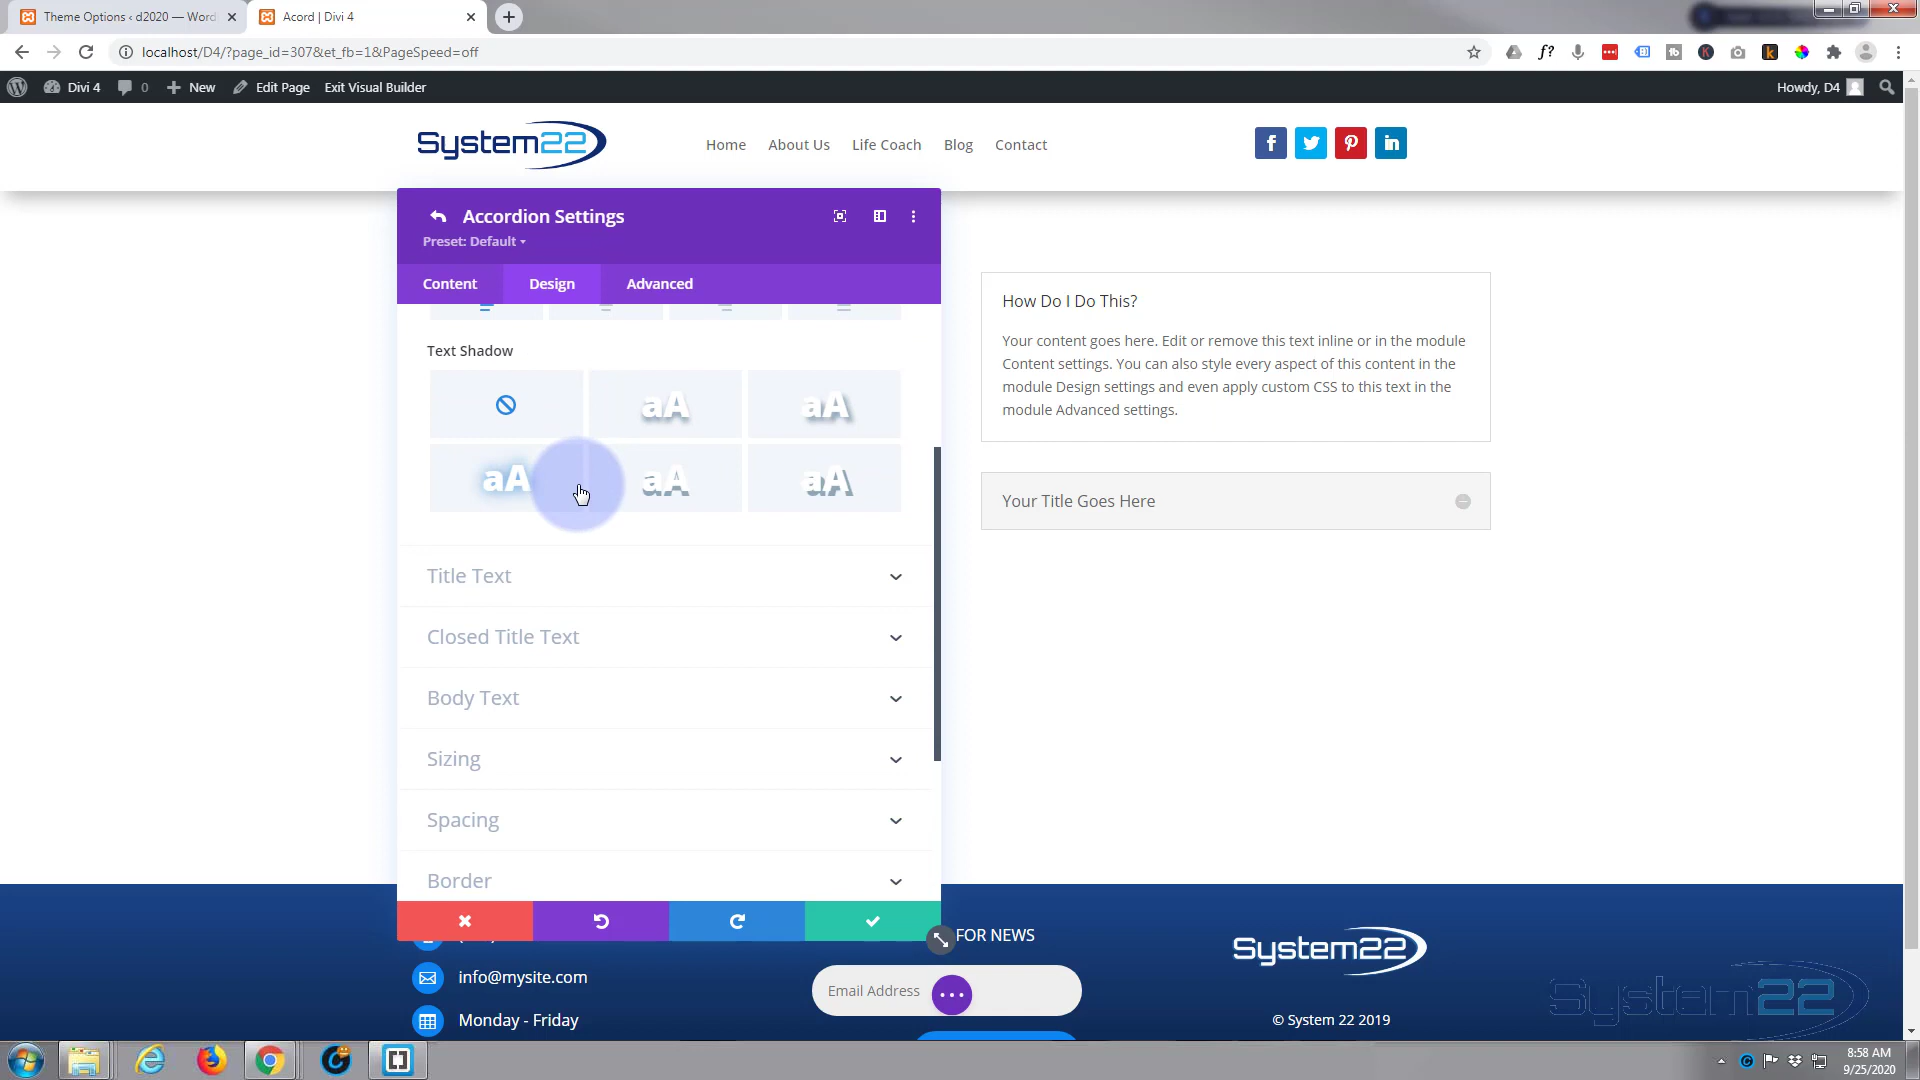 Theme Options ‹ d2020 — Word
Acord | Divi 4
localhost/D4/?page_id=307&et_fb=1&PageSpeed=off
Divi 4
0
New
Edit Page
Exit Visual Builder
Howdy, D4
System22
Home
About Us
Life Coach
Blog
Contact
Accordion Settings
Preset: Default
Content
Design
Advanced
Text Shadow
aA
aA
aA
aA
aA
Title Text
Closed Title Text
Body Text
Sizing
Spacing
Border
How Do I Do This?
Your content goes here. Edit or remove this text inline or in the module
Content settings. You can also style every aspect of this content in the
module Design settings and even apply custom CSS to this text in the
module Advanced settings.
Your Title Goes Here
FOR NEWS
info@mysite.com
Email Address
Monday - Friday
System22
© System 22 2019
System22
8:58 AM
9/25/2020